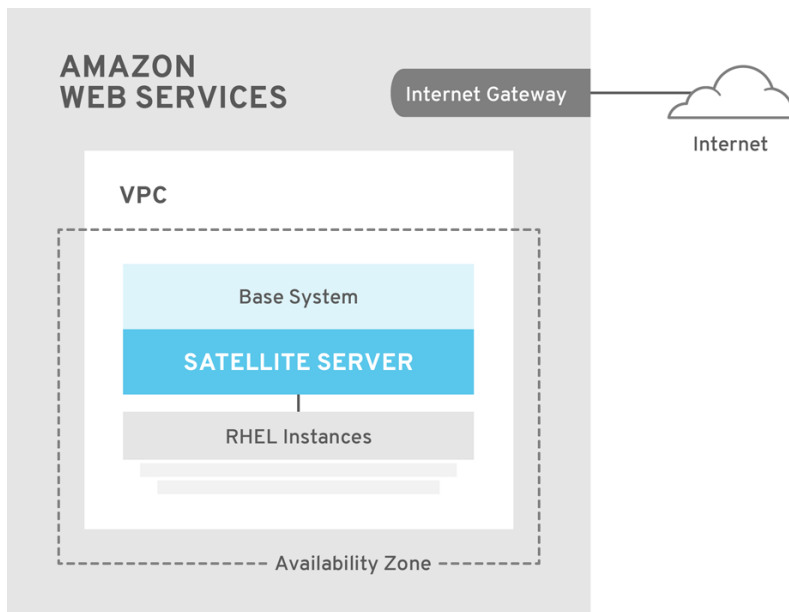 AMAZON
WEB SERVICES
Internet Gateway
Internet
VPC
Base System
SATELLITE SERVER
RHEL Instances
Availability Zone